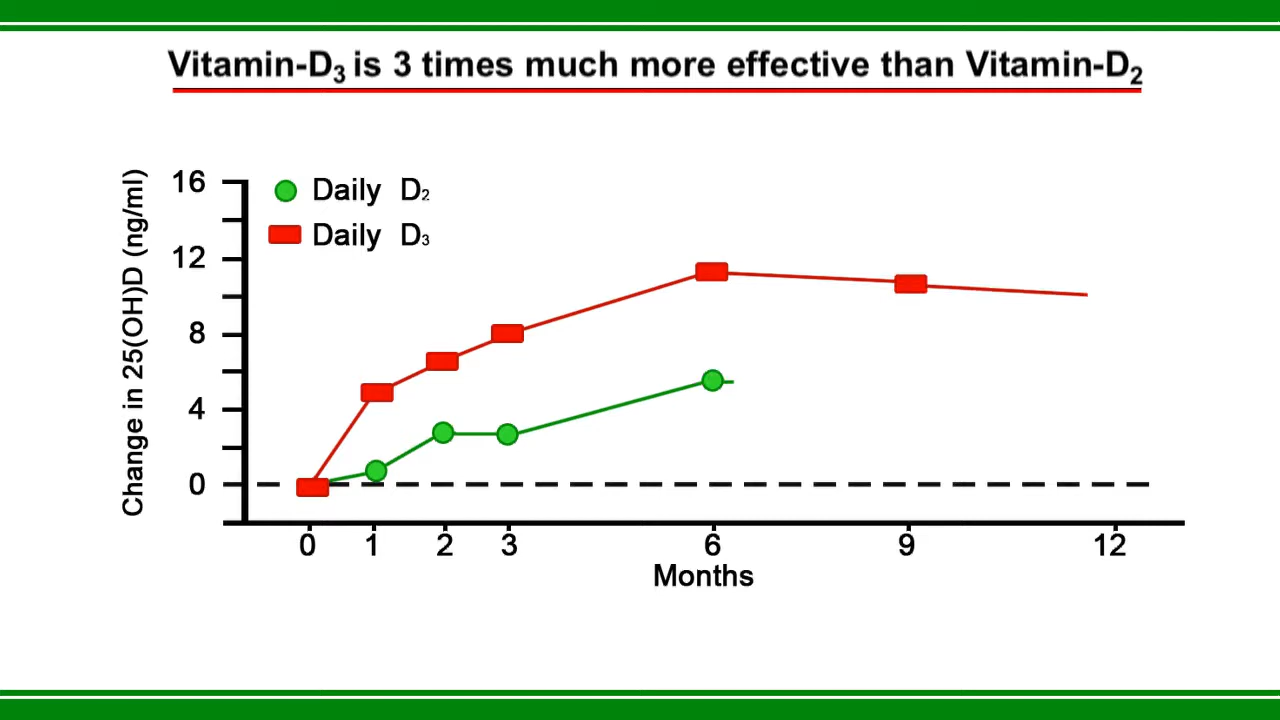 Vitamin-D₃ is 3 times much more effective than Vitamin-D₂
Change in 25(OH)D (ng/ml)
16
12
8
4
0
Daily D₂
Daily D₃
0 1 2 3 6 9 12
Months